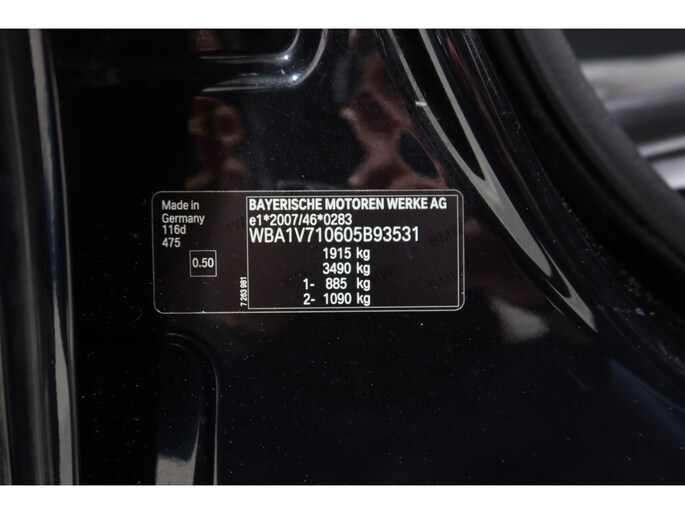 Made in
Germany
116d
475
0.50
7 263 981
BAYERISCHE MOTOREN WERKE AG
e1*2007/46*0283
WBA1V710605B93531
1915 kg
3490 kg
1- 885 kg
2- 1090 kg